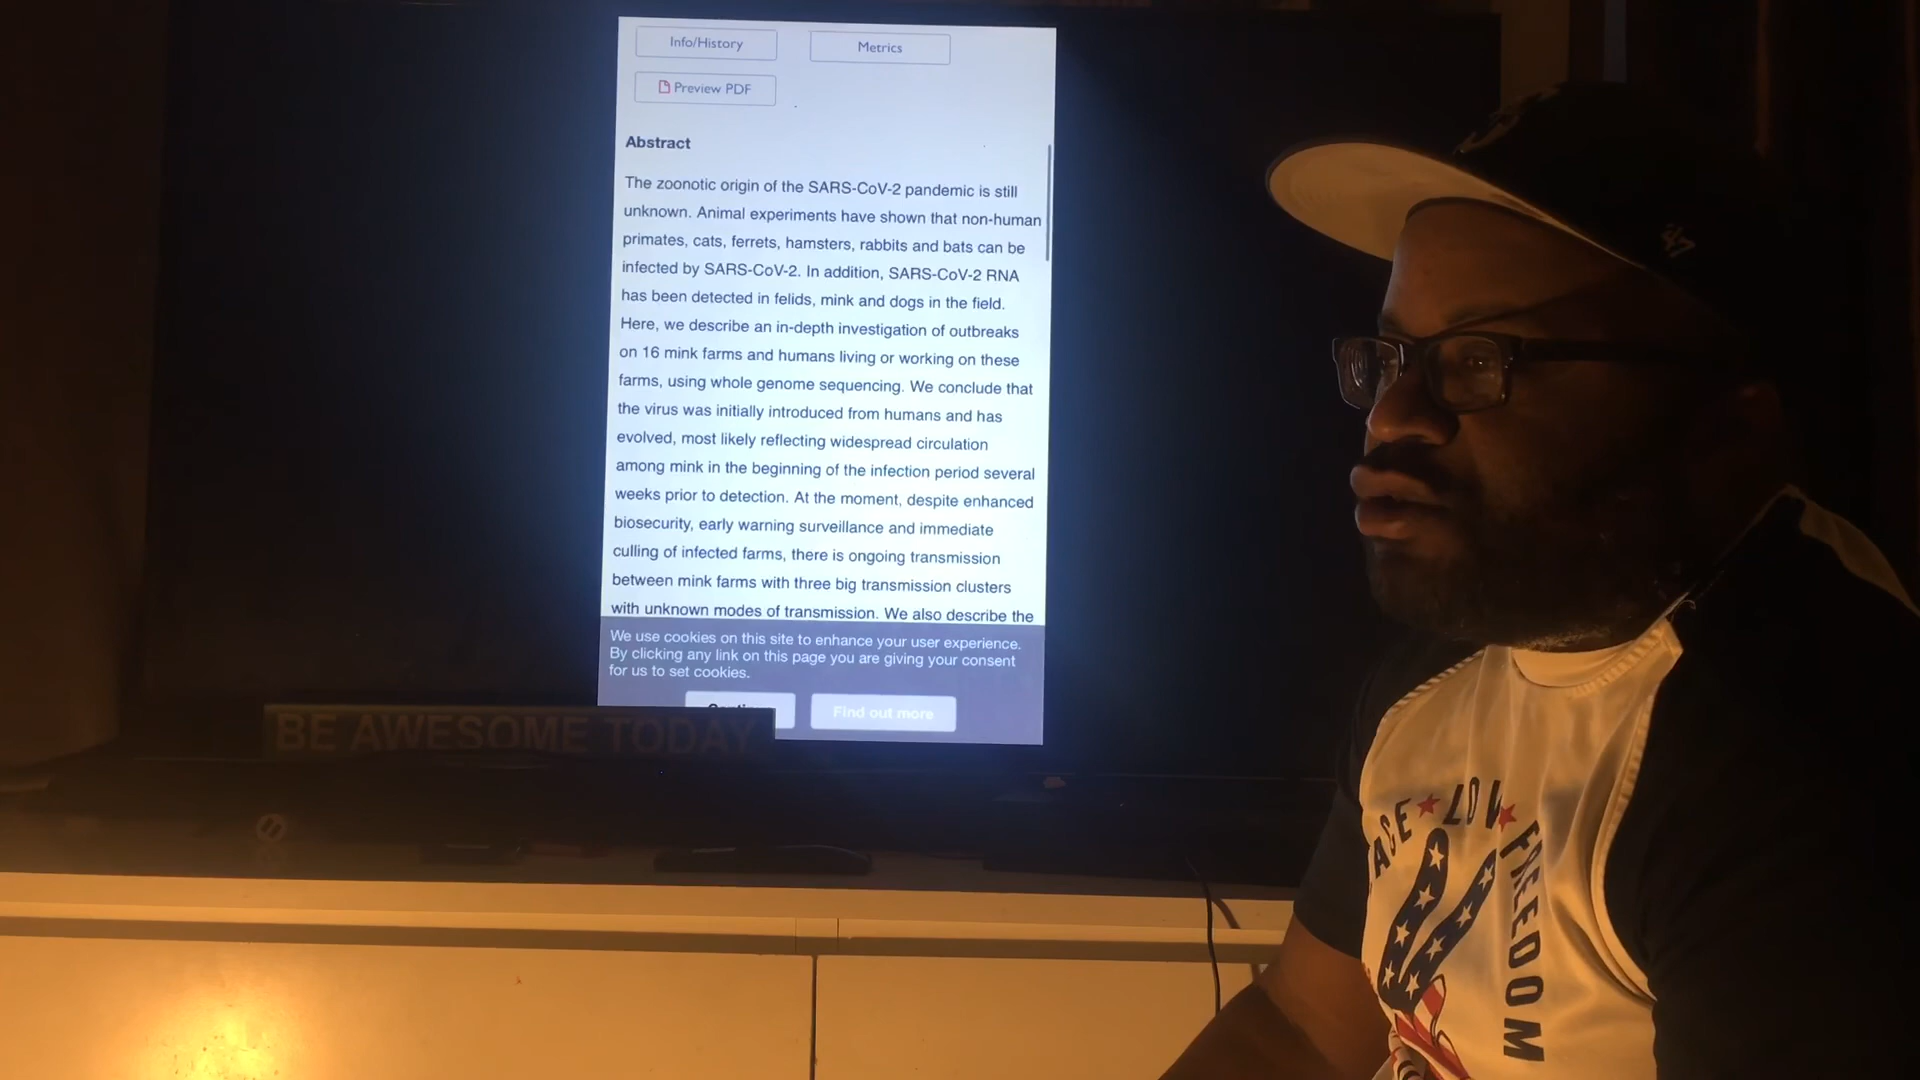 Info/History
Metrics
Preview PDF
Abstract
The zoonotic origin of the SARS-CoV-2 pandemic is still
unknown. Animal experiments have shown that non-human
primates, cats, ferrets, hamsters, rabbits and bats can be
infected by SARS-CoV-2. In addition, SARS-CoV-2 RNA
has been detected in felids, mink and dogs in the field.
Here, we describe an in-depth investigation of outbreaks
on 16 mink farms and humans living or working on these
farms, using whole genome sequencing. We conclude that
the virus was initially introduced from humans and has
evolved, most likely reflecting widespread circulation
among mink in the beginning of the infection period several
weeks prior to detection. At the moment, despite enhanced
biosecurity, early warning surveillance and immediate
culling of infected farms, there is ongoing transmission
between mink farms with three big transmission clusters
with unknown modes of transmission. We also describe the
We use cookies on this site to enhance your user experience.
By clicking any link on this page you are giving your consent
for us to set cookies.
Find out more
BE AWESOME TODAY
FREEDOM